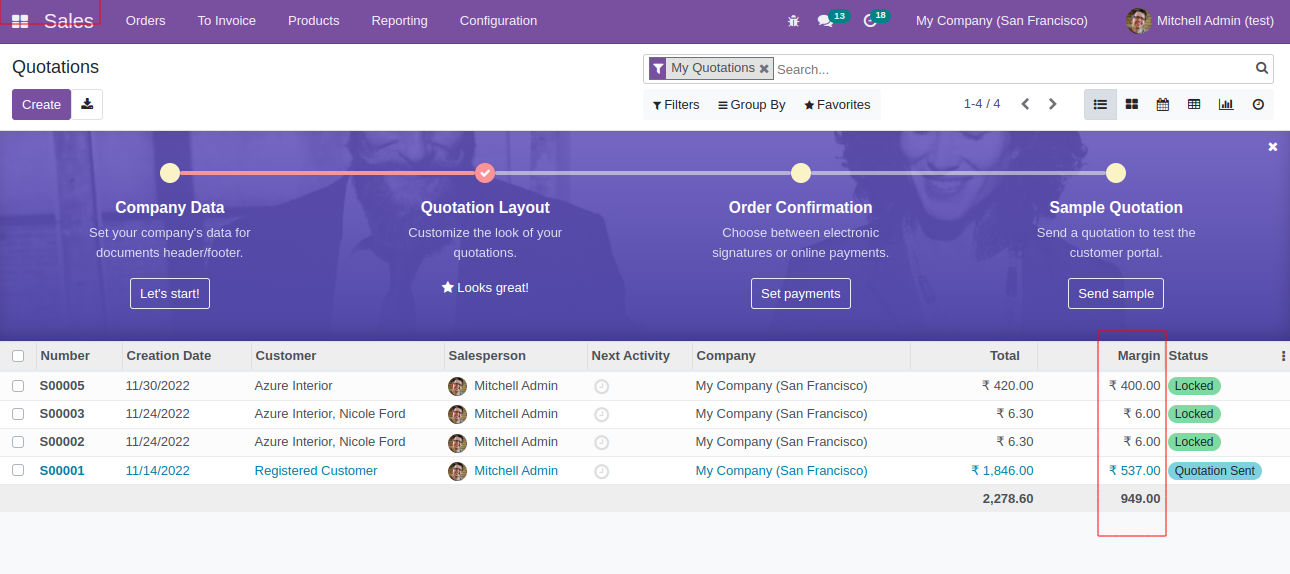 Sales Orders To Invoice Products Reporting Configuration 13 18 My Company (San Francisco) Mitchell Admin (test)
Quotations
My Quotations Search...
Create
Filters Group By Favorites 1-4 / 4
Company Data Quotation Layout Order Confirmation Sample Quotation
Set your company's data for Customize the look of your Choose between electronic Send a quotation to test the
documents header/footer. quotations. signatures or online payments. customer portal.
Let's start! Looks great! Set payments Send sample
Number Creation Date Customer Salesperson Next Activity Company Total Margin Status
S00005 11/30/2022 Azure Interior Mitchell Admin My Company (San Francisco) ₹ 420.00 ₹ 400.00 Locked
S00003 11/24/2022 Azure Interior, Nicole Ford Mitchell Admin My Company (San Francisco) ₹ 6.30 ₹ 6.00 Locked
S00002 11/24/2022 Azure Interior, Nicole Ford Mitchell Admin My Company (San Francisco) ₹ 6.30 ₹ 6.00 Locked
S00001 11/14/2022 Registered Customer Mitchell Admin My Company (San Francisco) ₹ 1,846.00 ₹ 537.00 Quotation Sent
2,278.60 949.00